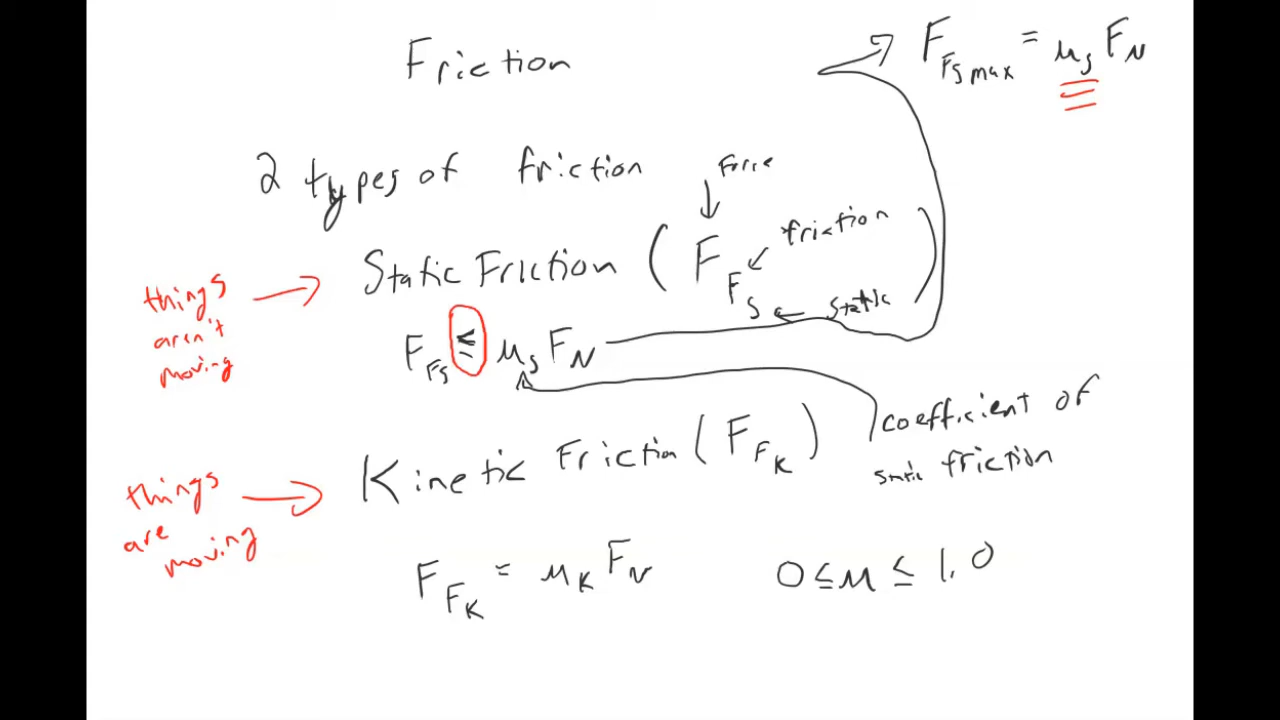 Friction
F_Fs max = μs FN
2 types of friction
Force
Static Friction (F_Fs)
friction
static
things
aren't
moving
F_Fs ≤ μs FN
coefficient of
static friction
Kinetic Friction (F_FK)
things
are
moving
F_FK = μK FN
0 ≤ μ ≤ 1.0